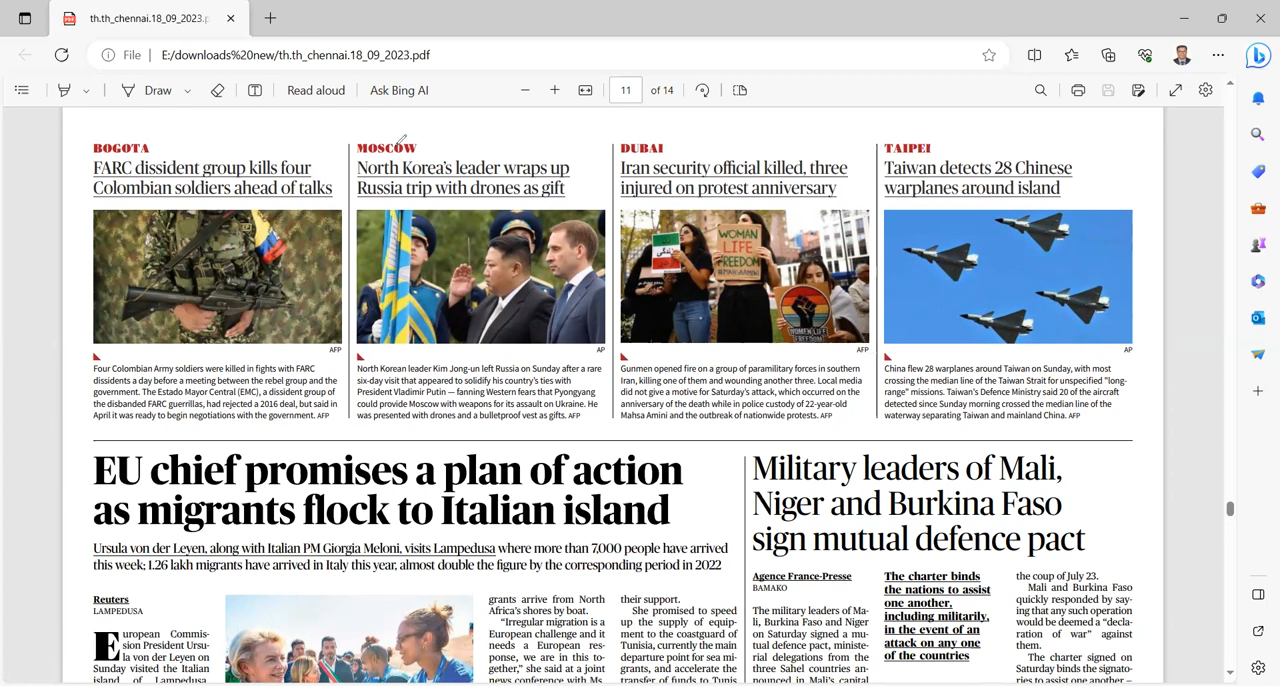 th.th_chennai.18_09_2023.p
File
E:/downloads%20new/th.th_chennai.18_09_2023.pdf
Draw
Read aloud
Ask Bing AI
11
of 14
BOGOTA
FARC dissident group kills four
Colombian soldiers ahead of talks
AFP
Four Colombian Army soldiers were killed in fights with FARC
dissidents a day before a meeting between the rebel group and the
government. The Estado Mayor Central (EMC), a dissident group of
the disbanded FARC guerrillas, had rejected a 2016 deal, but said in
April it was ready to begin negotiations with the government. AFP
MOSCOW
North Korea's leader wraps up
Russia trip with drones as gift
AP
North Korean leader Kim Jong-un left Russia on Sunday after a rare
six-day visit that appeared to solidify his country's ties with
President Vladimir Putin — fanning Western fears that Pyongyang
could provide Moscow with weapons for its assault on Ukraine. He
was presented with drones and a bulletproof vest as gifts. AFP
DUBAI
Iran security official killed, three
injured on protest anniversary
WOMAN
LIFE
FREEDOM
WOMEN LIFE
FREEDOM
AFP
Gunmen opened fire on a group of paramilitary forces in southern
Iran, killing one of them and wounding another three. Local media
did not give a motive for Saturday's attack, which occurred on the
anniversary of the death while in police custody of 22-year-old
Mahsa Amini and the outbreak of nationwide protests. AFP
TAIPEI
Taiwan detects 28 Chinese
warplanes around island
AP
China flew 28 warplanes around Taiwan on Sunday, with most
crossing the median line of the Taiwan Strait for unspecified "long-
range" missions. Taiwan's Defence Ministry said 20 of the aircraft
detected since Sunday morning crossed the median line of the
waterway separating Taiwan and mainland China. AFP
EU chief promises a plan of action
as migrants flock to Italian island
Ursula von der Leyen, along with Italian PM Giorgia Meloni, visits Lampedusa where more than 7,000 people have arrived
this week; 1.26 lakh migrants have arrived in Italy this year, almost double the figure by the corresponding period in 2022
Reuters
LAMPEDUSA
European Commis-
sion President Ursu-
la von der Leyen on
Sunday visited the Italian
island of Lampedusa,
grants arrive from North
Africa's shores by boat.
"Irregular migration is a
European challenge and it
needs a European res-
ponse, we are in this to-
gether," she said at a joint
news conference with Ms.
their support.
She promised to speed
up the supply of equip-
ment to the coastguard of
Tunisia, currently the main
departure point for sea mi-
grants, and accelerate the
transfer of funds to Tunis
Military leaders of Mali,
Niger and Burkina Faso
sign mutual defence pact
Agence France-Presse
BAMAKO
The military leaders of Ma-
li, Burkina Faso and Niger
on Saturday signed a mu-
tual defence pact, ministe-
rial delegations from the
three Sahel countries an-
nounced in Mali's capital
The charter binds
the nations to assist
one another,
including militarily,
in the event of an
attack on any one
of the countries
the coup of July 23.
Mali and Burkina Faso
quickly responded by say-
ing that any such operation
would be deemed a "decla-
ration of war" against
them.
The charter signed on
Saturday binds the signato-
ries to assist one another –